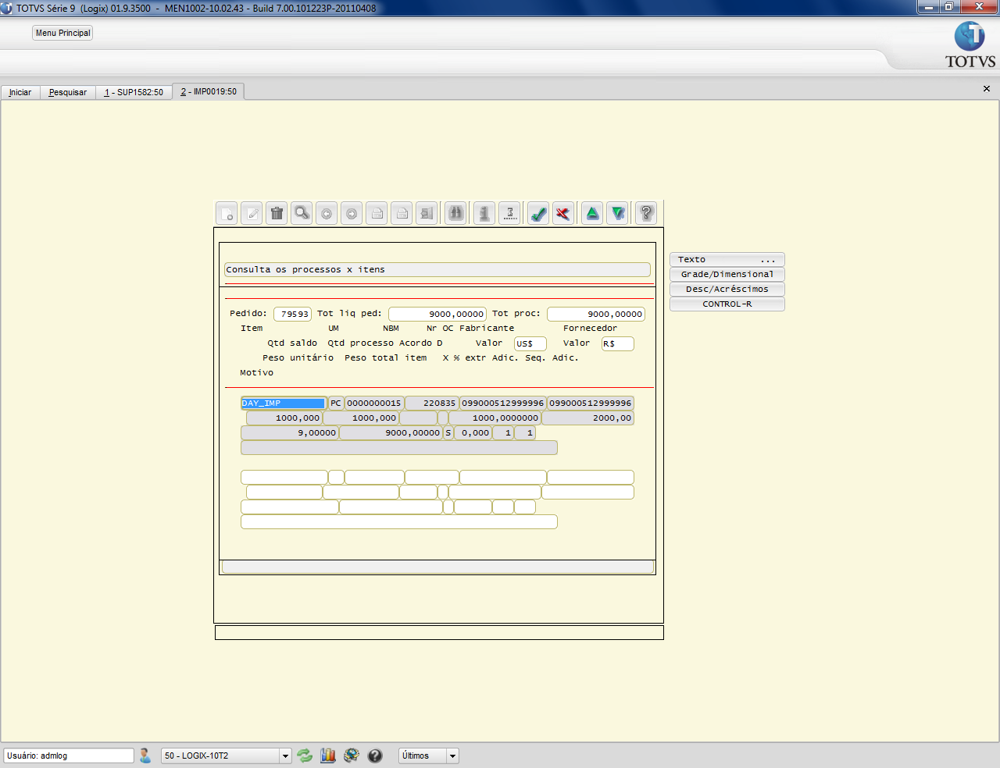 TOTVS Série 9 (Logix) 01.9.3500 - MEN1002-10.02.43 - Build 7.00.101223P-20110408
Menu Principal
TOTVS
Iniciar Pesquisar 1 - SUP1582:50 2 - IMP0019:50
Consulta os processos x itens
Texto ...
Grade/Dimensional
Desc/Acréscimos
CONTROL-R
Pedido: 79593 Tot liq ped: 9000,00000 Tot proc: 9000,00000
Item UM NBM Nr OC Fabricante Fornecedor
Qtd saldo Qtd processo Acordo D Valor US$ Valor R$
Peso unitário Peso total item X % extr Adic. Seq. Adic.
Motivo
DAY_IMP PC 0000000015 220835 099000512999996 099000512999996
1000,000 1000,000 1000,0000000 2000,00
9,00000 9000,00000 S 0,000 1 1
Usuário: admlog 50 - LOGIX-10T2 Últimos